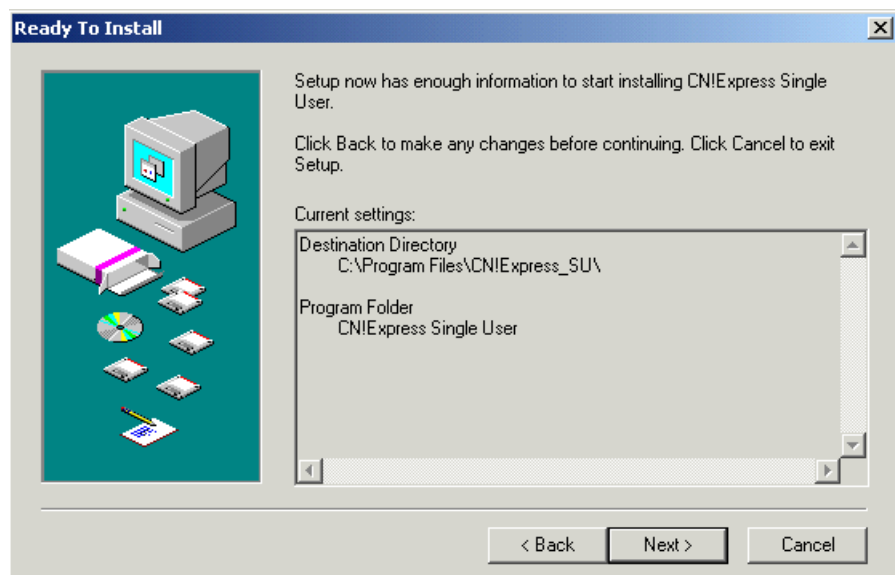 Ready To Install
Setup now has enough information to start installing CN!Express Single
User.
Click Back to make any changes before continuing. Click Cancel to exit
Setup.
Current settings:
Destination Directory
C:\Program Files\CN!Express_SU\
Program Folder
CN!Express Single User
< Back
Next >
Cancel